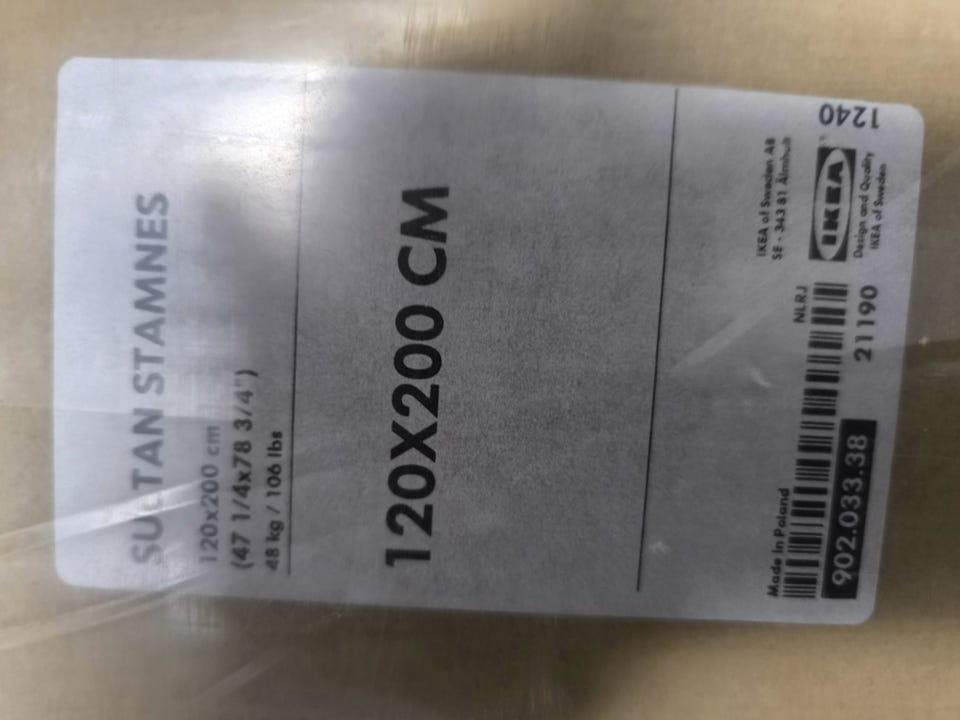 SULTAN STAMNES
120x200 cm
(47 1/4x78 3/4")
48 kg / 106 lbs
120X200 CM
Made in Poland
NLRJ
902.033.38
21190
IKEA of Sweden AB
SE - 343 81 Älmhult
IKEA
Design and Quality
IKEA of Sweden
1240